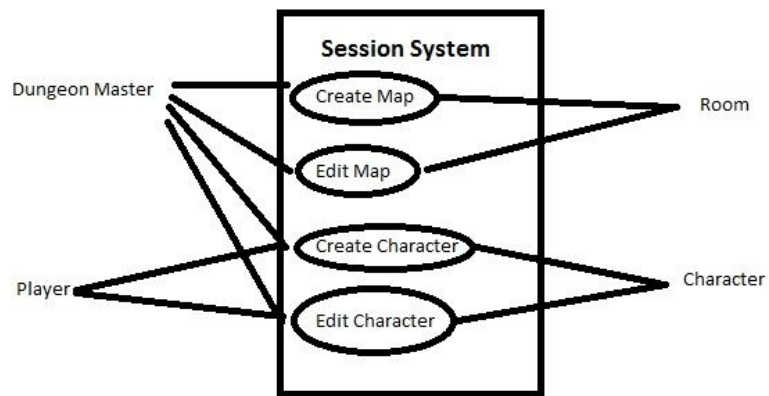 Session System
Dungeon Master
Create Map
Room
Edit Map
Create Character
Player
Character
Edit Character